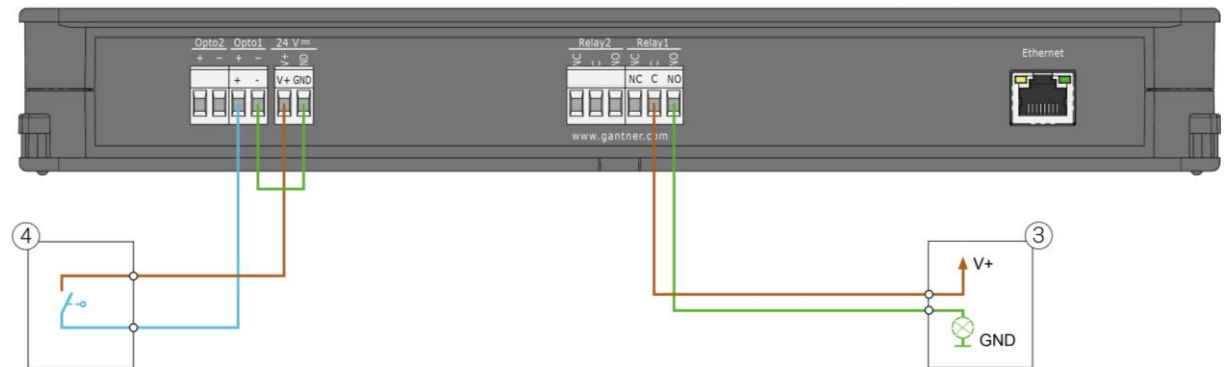 Opto2 Opto1 24 V⎓
+ - + - V+ GND
+ - V+ GND
Relay2 Relay1
NC C NO NC C NO
NC C NO
Ethernet
www.gantner.com
4
3
V+
GND